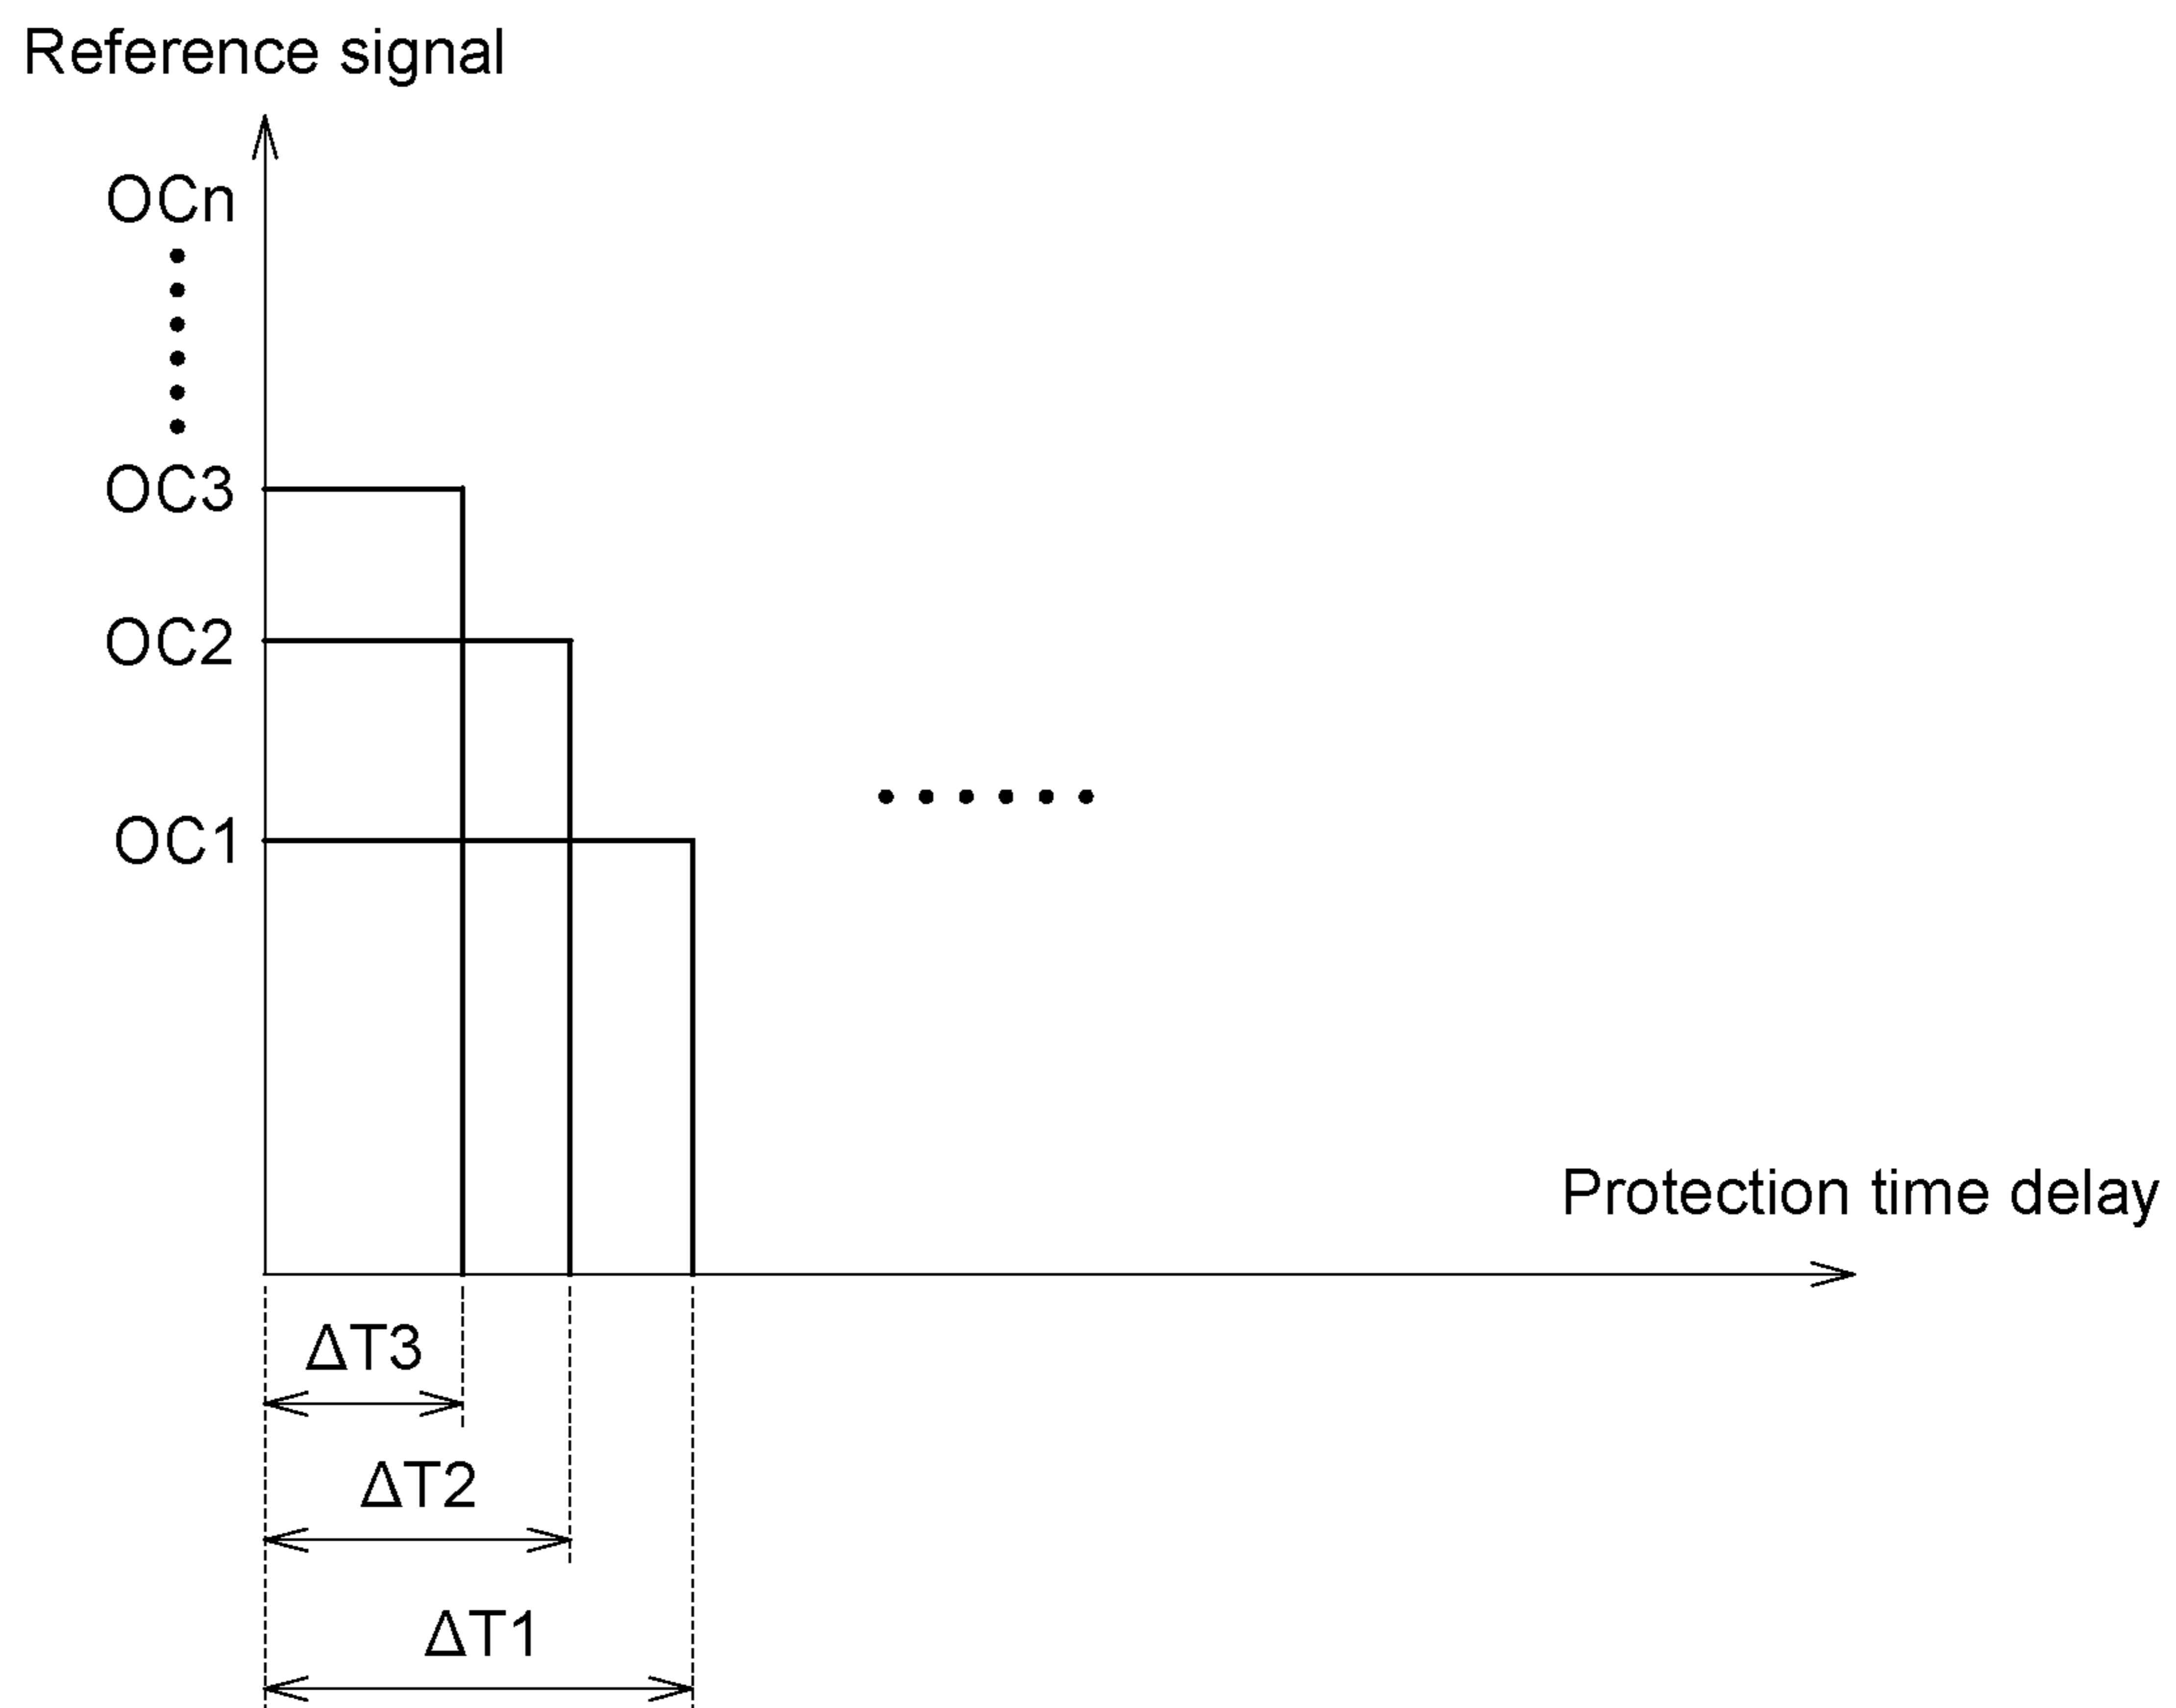 Reference signal
OCn
OC3
OC2
OC1
Protection time delay
ΔT3
ΔT2
ΔT1